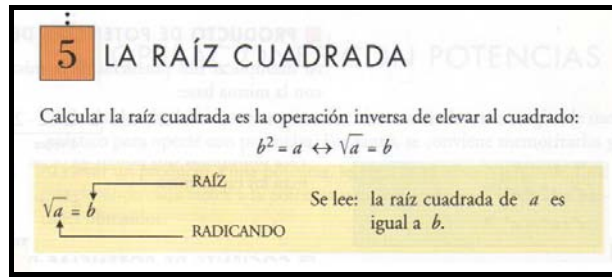 5 LA RAÍZ CUADRADA
Calcular la raíz cuadrada es la operación inversa de elevar al cuadrado:
b² = a ↔ √a = b
RAÍZ
√a = b
RADICANDO
Se lee: la raíz cuadrada de a es
igual a b.